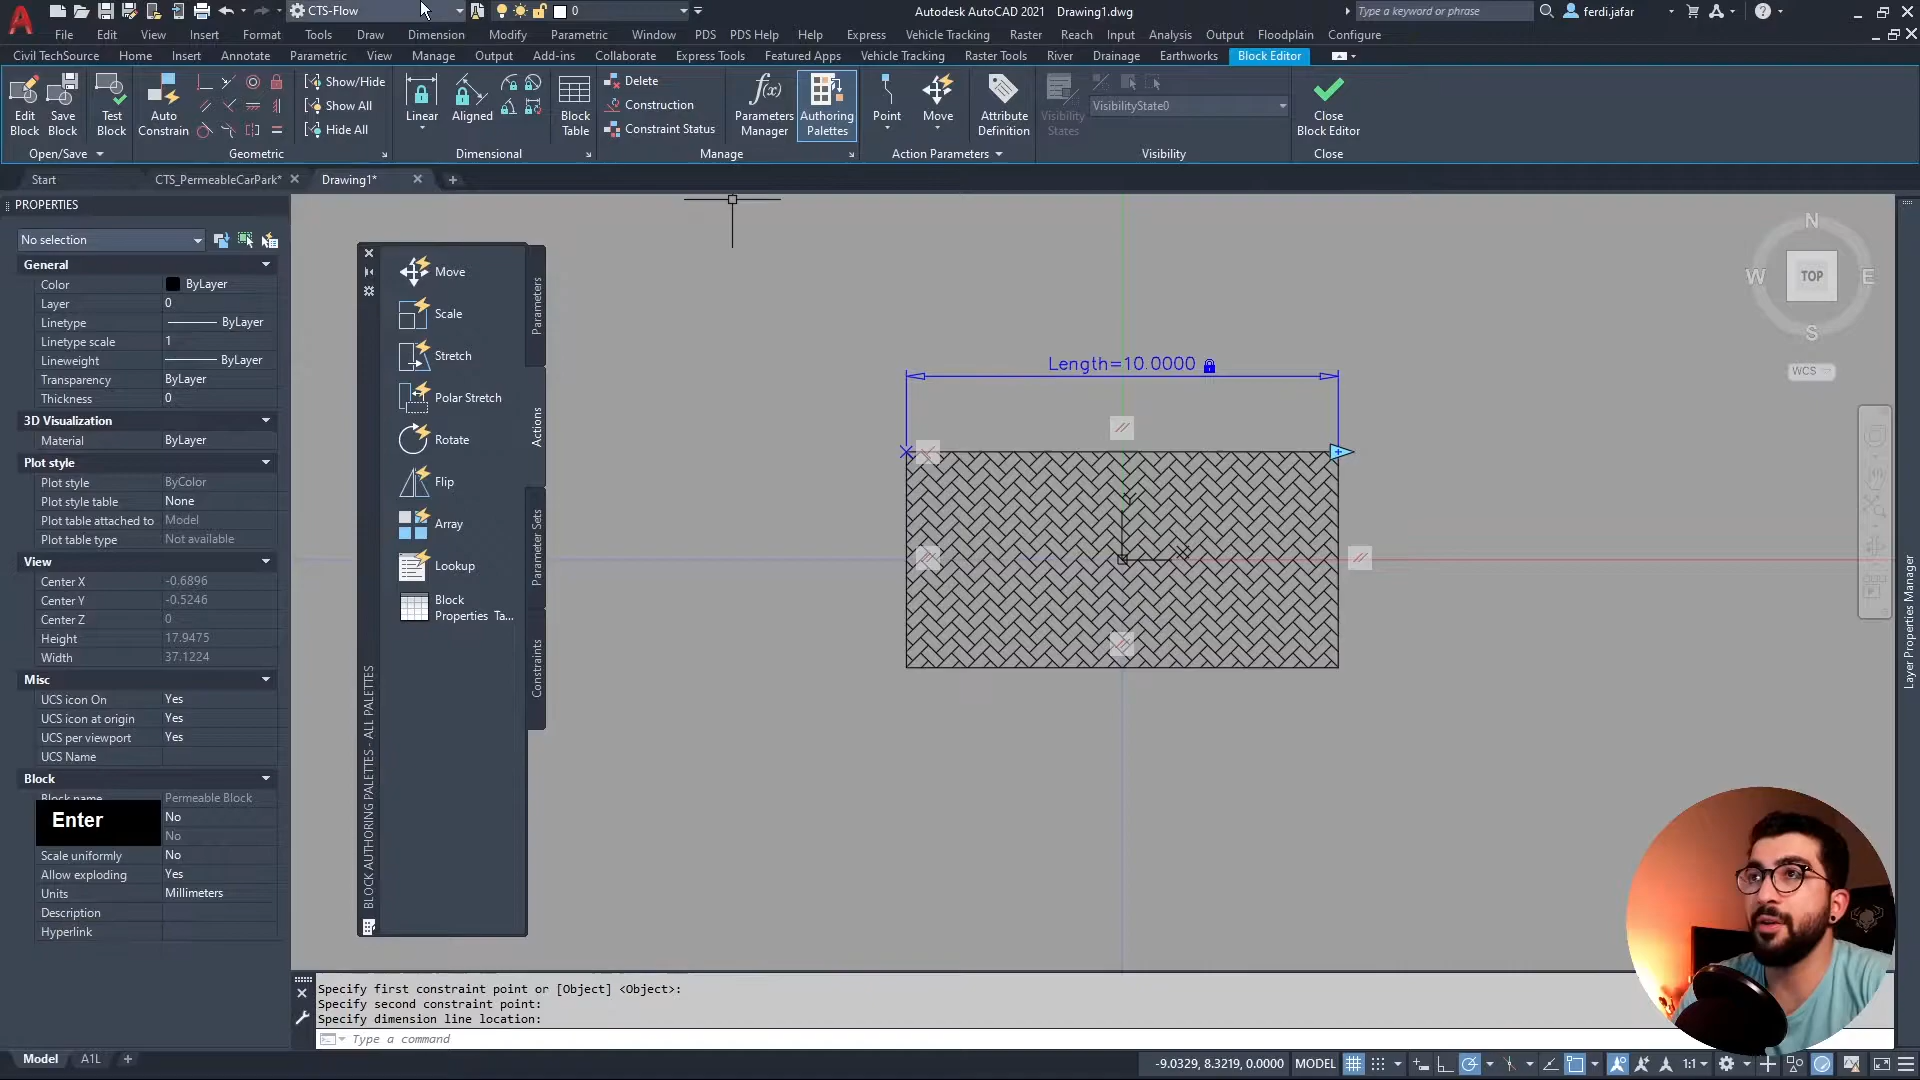 CTS-Flow
0
Autodesk AutoCAD 2021 Drawing1.dwg
Type a keyword or phrase
ferdi.jafar
File Edit View Insert Format Tools Draw Dimension Modify Parametric Window PDS PDS Help Help Express Vehicle Tracking Raster Reach Input Analysis Output Floodplain Configure
Civil TechSource Home Insert Annotate Parametric View Manage Output Add-ins Collaborate Express Tools Featured Apps Vehicle Tracking Raster Tools River Drainage Earthworks Block Editor
Edit Block
Save Block
Test Block
Auto Constrain
Show/Hide
Show All
Hide All
Linear
Aligned
Block Table
Delete
Construction
Constraint Status
Parameters Manager
Authoring Palettes
Point
Move
Attribute Definition
Visibility States
VisibilityState0
Close Block Editor
Open/Save
Geometric
Dimensional
Manage
Action Parameters
Visibility
Close
Start
CTS_PermeableCarPark*
Drawing1*
PROPERTIES
No selection
General
Color ByLayer
Layer 0
Linetype ByLayer
Linetype scale 1
Lineweight ByLayer
Transparency ByLayer
Thickness 0
3D Visualization
Material ByLayer
Plot style
Plot style ByColor
Plot style table None
Plot table attached to Model
Plot table type Not available
View
Center X -0.6896
Center Y -0.5246
Center Z 0
Height 17.9475
Width 37.1224
Misc
UCS icon On Yes
UCS icon at origin Yes
UCS per viewport Yes
UCS Name
Block
Block name Permeable Block
Enter
No
No
Scale uniformly No
Allow exploding Yes
Units Millimeters
Description
Hyperlink
Move
Scale
Stretch
Polar Stretch
Rotate
Flip
Array
Lookup
Block
Properties Ta...
Parameters
Actions
Parameter Sets
Constraints
BLOCK AUTHORING PALETTES - ALL PALETTES
Length=10.0000
Y
X
N
W
TOP
E
S
WCS
Layer Properties Manager
Specify first constraint point or [Object] <Object>:
Specify second constraint point:
Specify dimension line location:
Type a command
Model
A1L
-9.0329, 8.3219, 0.0000
MODEL
1:1